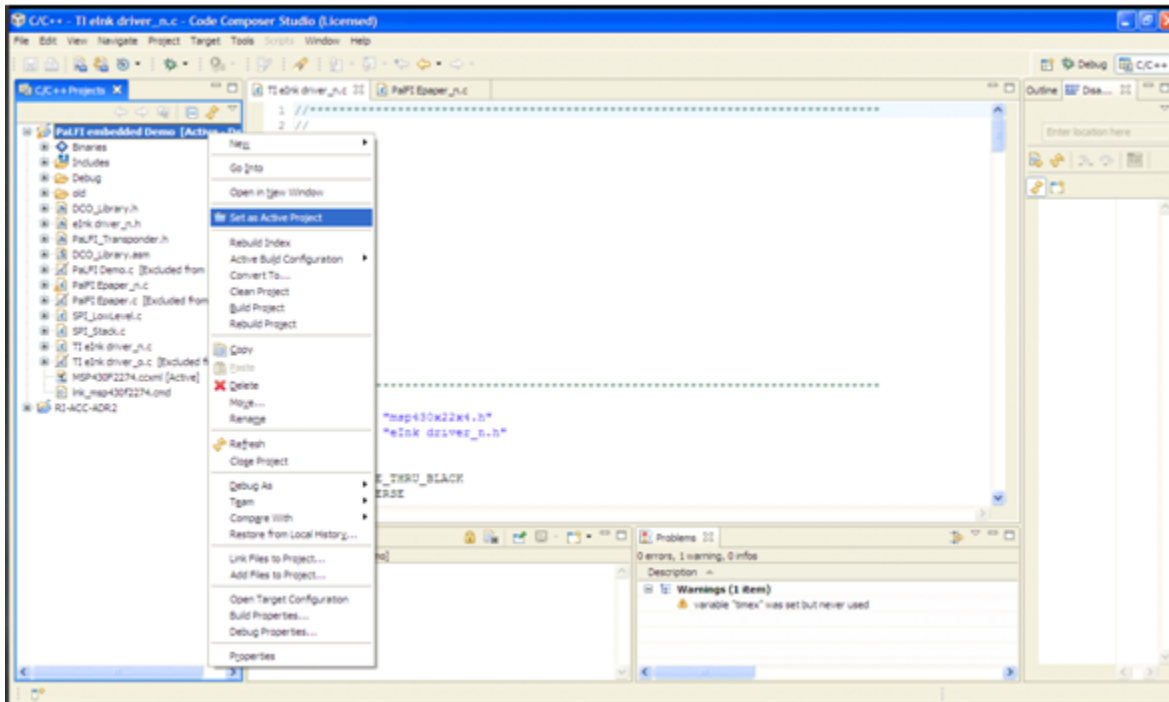 C/C++ - TI eInk driver_n.c - Code Composer Studio (Licensed)
File Edit View Navigate Project Target Tools Scripts Window Help
Debug C/C++
C/C++ Projects
TI eInk driver_n.c PalFI Epaper_n.c
Outline Disa...
1 //******************************************************************************
2 //
Enter location here
PaLFI embedded Demo [Active - De
Binaries
Includes
Debug
old
DCO_Library.h
eInk driver_n.h
PaLFI_Transponder.h
DCO_Library.asm
PaLFI Demo.c [Excluded from
PalFI Epaper_n.c
PalFI Epaper.c [Excluded from
SPI_LowLevel.c
SPI_Stack.c
TI eInk driver_n.c
TI eInk driver_o.c [Excluded f
MSP430F2274.ccxml [Active]
lnk_msp430f2274.cmd
RI-ACC-ADR2
New
Go Into
Open in New Window
Set as Active Project
Rebuild Index
Active Build Configuration
Convert To...
Clean Project
Build Project
Rebuild Project
Copy
Paste
Delete
Move...
Rename
Refresh
Close Project
Debug As
Team
Compare With
Restore from Local History...
Link Files to Project...
Add Files to Project...
Open Target Configuration
Build Properties...
Debug Properties...
Properties
"msp430x22x4.h"
"eInk driver_n.h"
E_THRU_BLACK
ERSE
Problems
0 errors, 1 warning, 0 infos
Description
Warnings (1 item)
variable "tmex" was set but never used